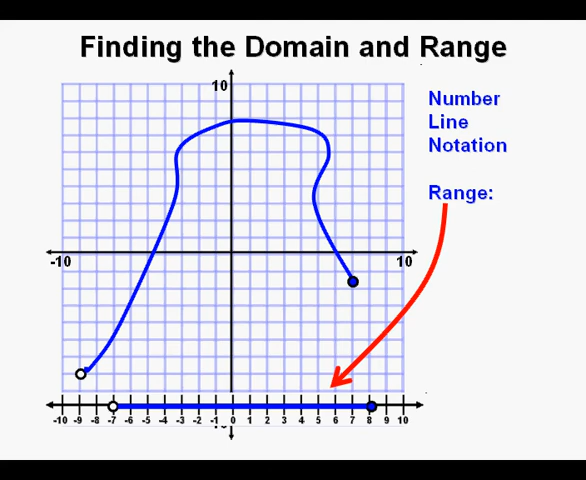 Finding the Domain and Range
10
Number
Line
Notation
Range:
-10 10
-10 -9 -8 -7 -6 -5 -4 -3 -2 -1 0 1 2 3 4 5 6 7 8 9 10